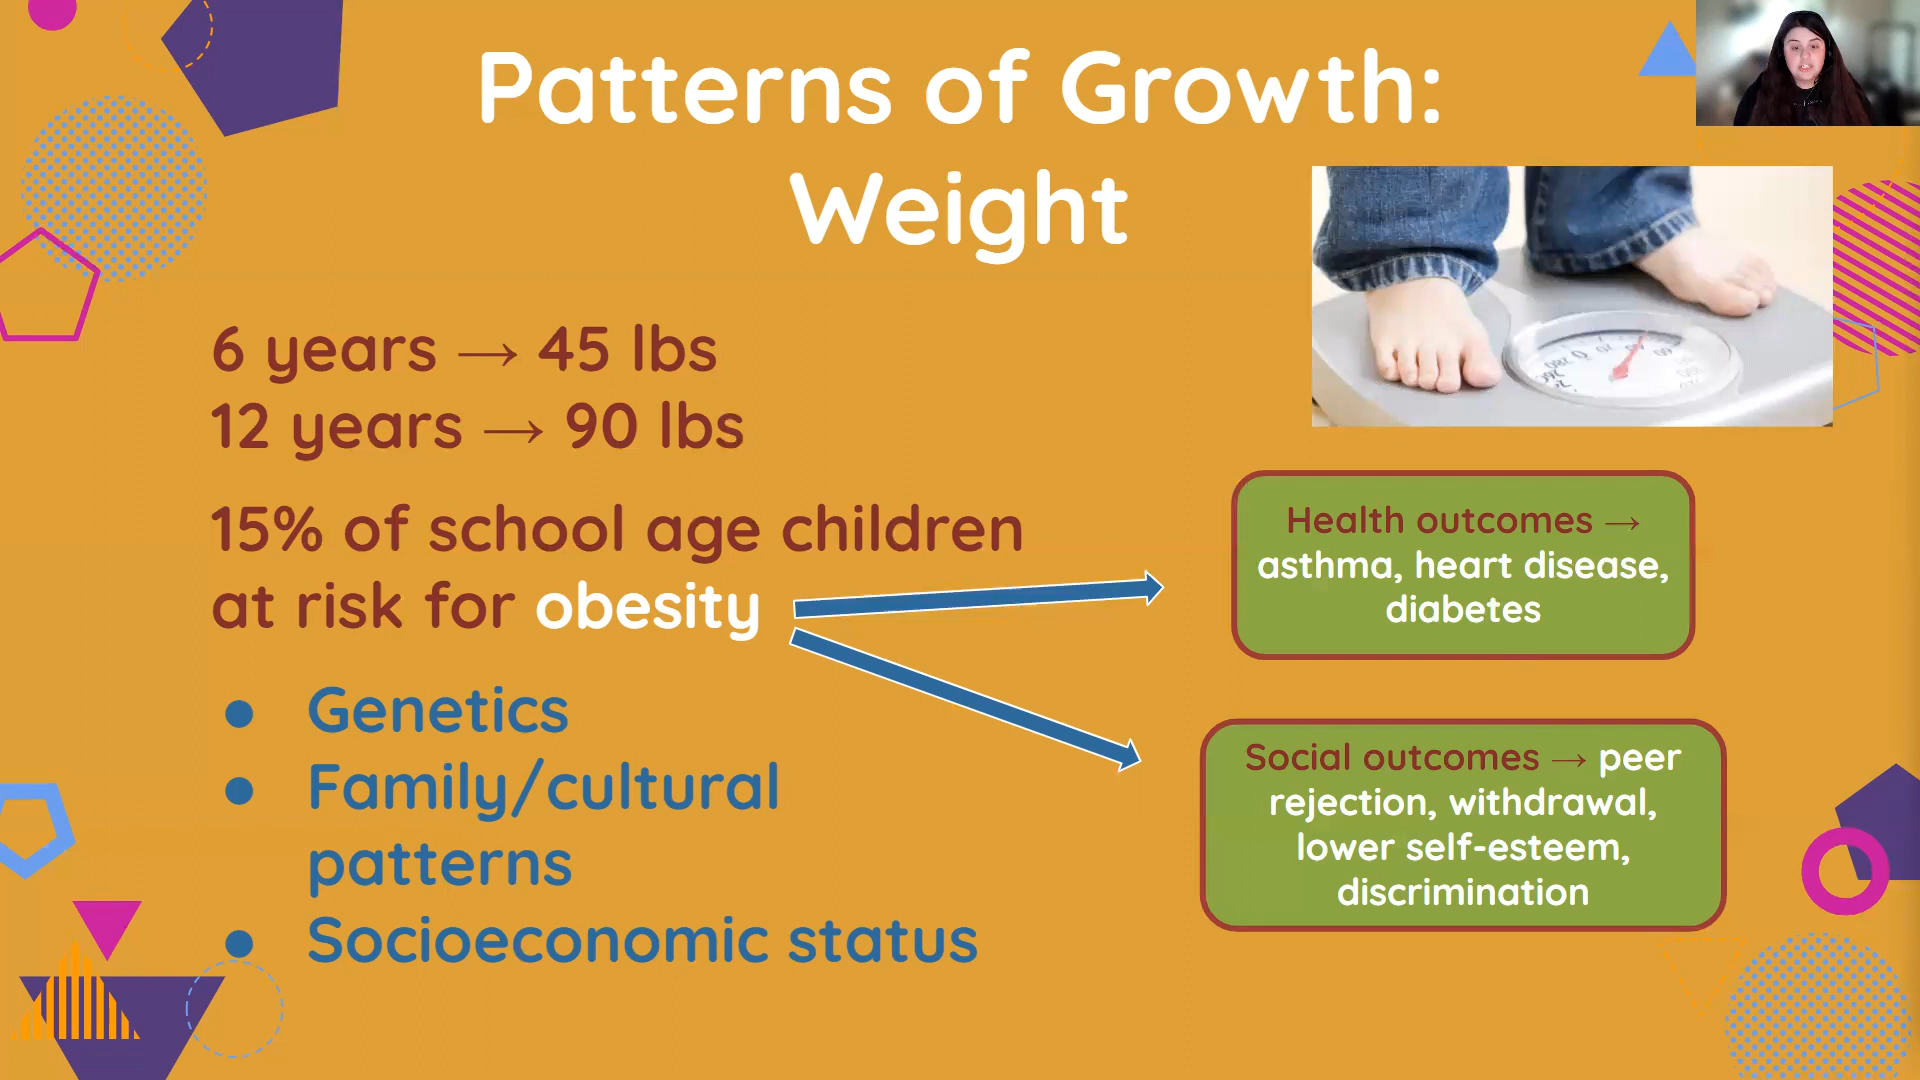 Patterns of Growth:
Weight
6 years → 45 lbs
12 years → 90 lbs
15% of school age children
at risk for obesity
● Genetics
● Family/cultural
patterns
● Socioeconomic status
Health outcomes →
asthma, heart disease,
diabetes
Social outcomes → peer
rejection, withdrawal,
lower self-esteem,
discrimination